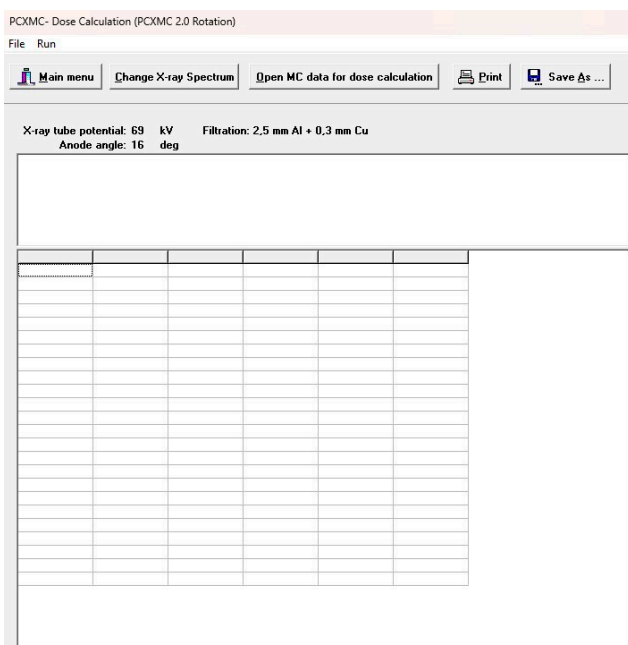 PCXMC- Dose Calculation (PCXMC 2.0 Rotation)
File Run
Main menu Change X-ray Spectrum Open MC data for dose calculation Print Save As ...
X-ray tube potential: 69 kV Filtration: 2,5 mm Al + 0,3 mm Cu
Anode angle: 16 deg